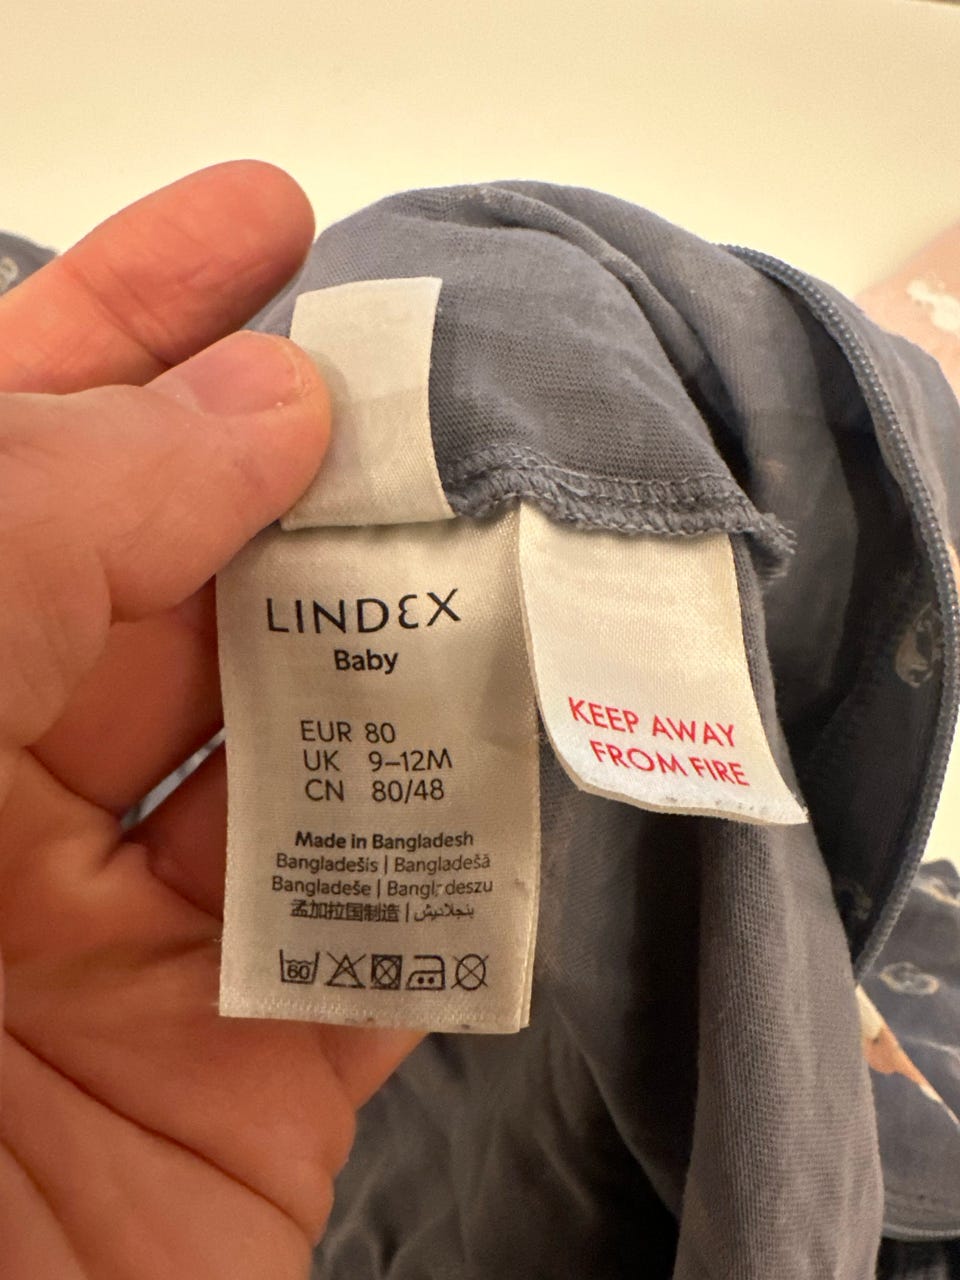 LINDEX
Baby
EUR 80
UK 9–12M
CN 80/48
Made in Bangladesh
Bangladešis | Bangladešā
Bangladeše | Bangladeszu
孟加拉国制造 | بنجلاديش
60
KEEP AWAY
FROM FIRE